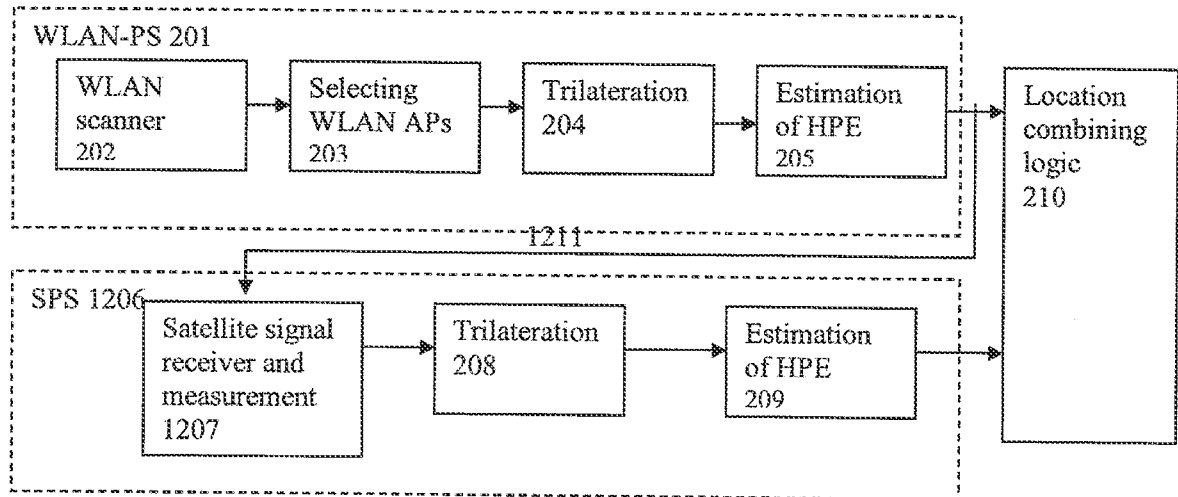 WLAN-PS 201
WLAN
scanner
202
Selecting
WLAN APs
203
Trilateration
204
Estimation
of HPE
205
Location
combining
logic
210
1211
SPS 1206
Satellite signal
receiver and
measurement
1207
Trilateration
208
Estimation
of HPE
209